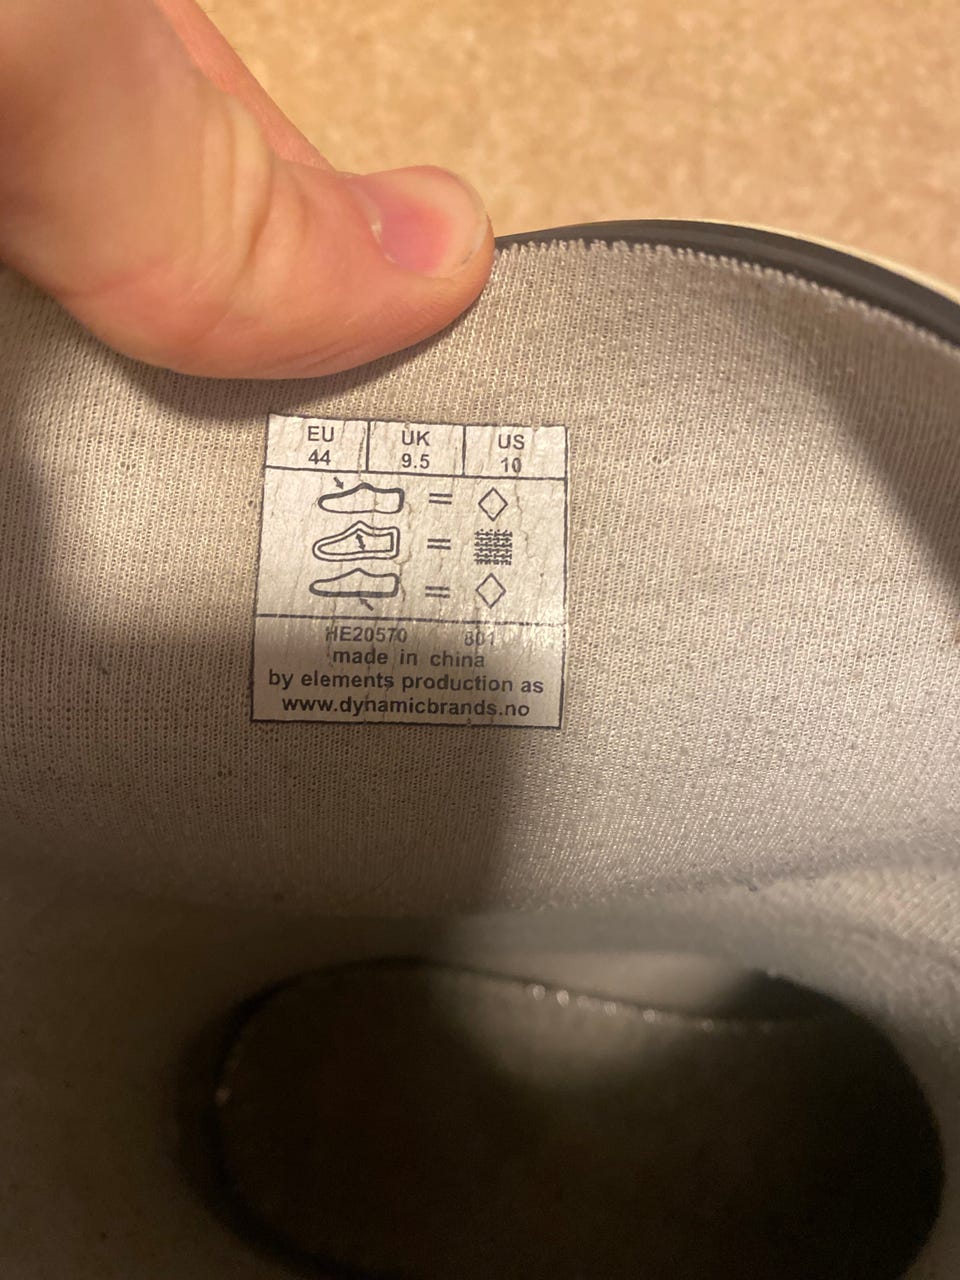 EU UK US
44 9.5 10
= 
=
=
HE20570 801
made in china
by elements production as
www.dynamicbrands.no